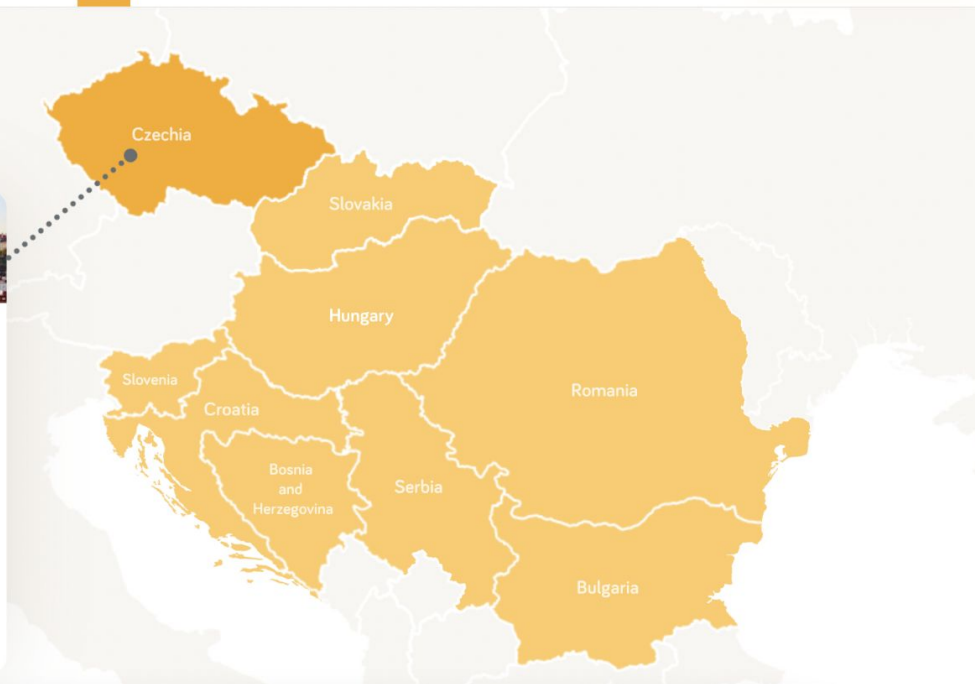 Czechia
Slovakia
Hungary
Slovenia
Romania
Croatia
Bosnia
and
Herzegovina
Serbia
Bulgaria